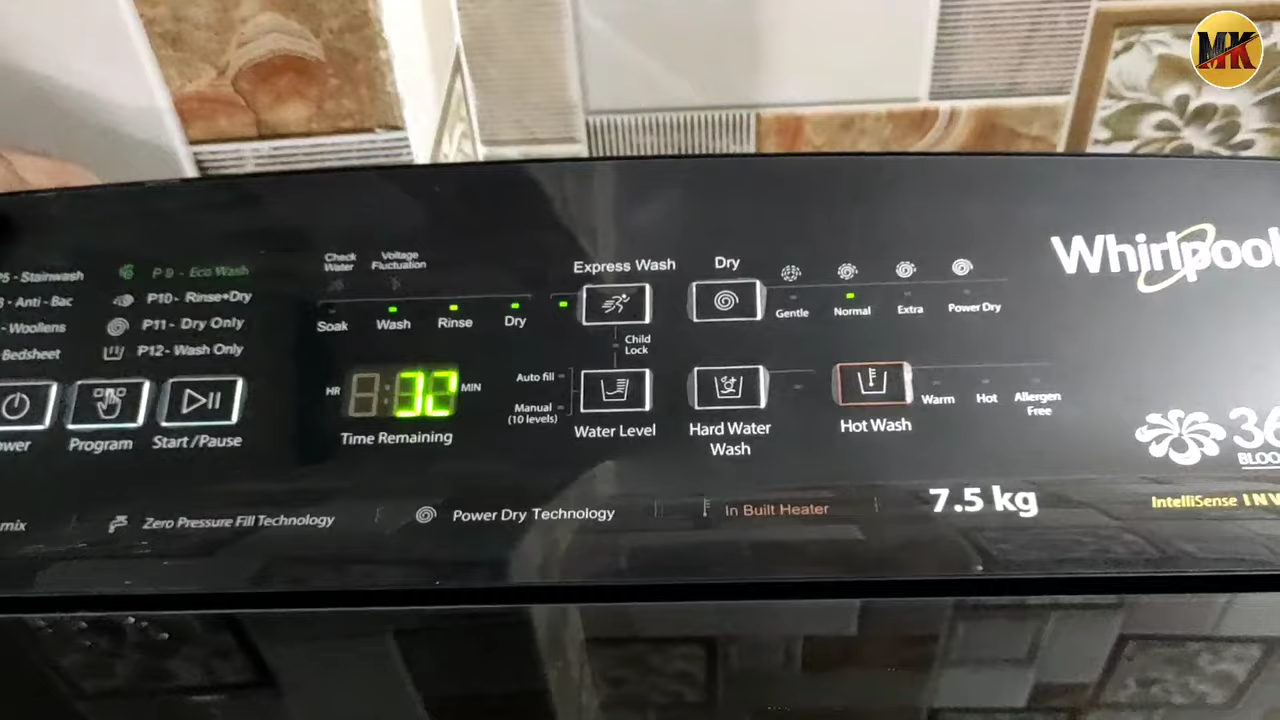 MK
Whirlpool
Check Water
Voltage Fluctuation
Express Wash
Dry
- Stainwash
P 9 - Eco Wash
- Anti - Bac
P10 - Rinse+Dry
- Woollens
P11 - Dry Only
Bedsheet
P12 - Wash Only
Soak
Wash
Rinse
Dry
Gentle
Normal
Extra
Power Dry
Child Lock
HR
MIN
Auto fill
Manual (10 levels)
Program
Start /Pause
Time Remaining
Water Level
Hard Water Wash
Hot Wash
Warm
Hot
Allergen Free
36
Zero Pressure Fill Technology
Power Dry Technology
In Built Heater
7.5 kg
IntelliSense INV